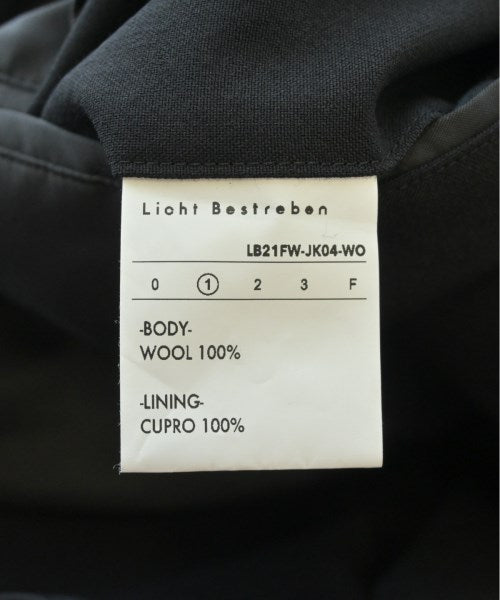 Licht Bestreben
LB21FW-JK04-WO
0 1 2 3 F
-BODY-
WOOL 100%
-LINING-
CUPRO 100%